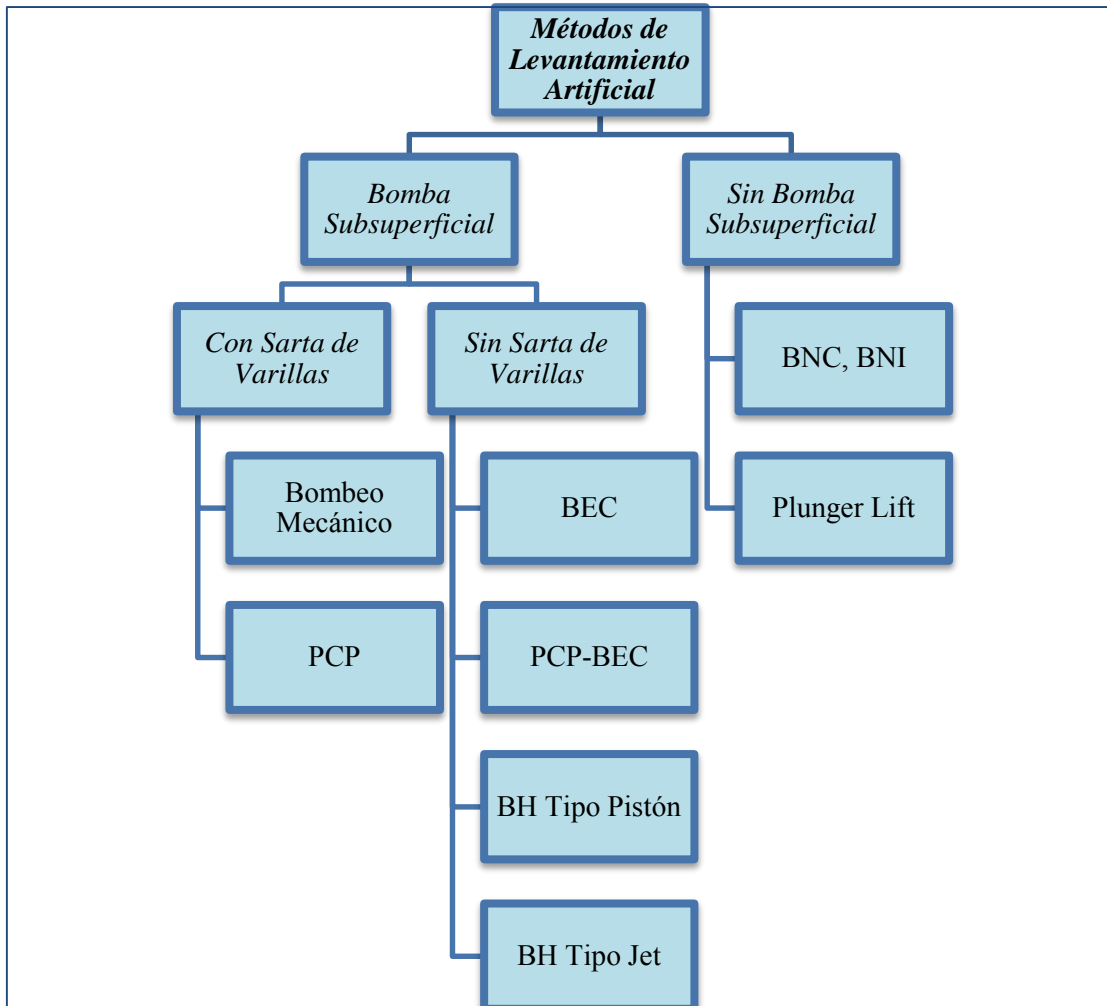 Métodos de
Levantamiento
Artificial
Bomba
Subsuperficial
Sin Bomba
Subsuperficial
Con Sarta de
Varillas
Sin Sarta de
Varillas
BNC, BNI
Bombeo
Mecánico
BEC
Plunger Lift
PCP
PCP-BEC
BH Tipo Pistón
BH Tipo Jet